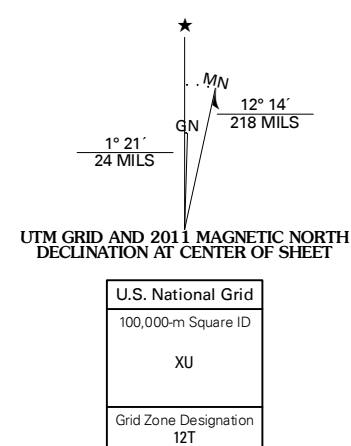 ★
MN
GN
12° 14´
218 MILS
1° 21´
24 MILS
UTM GRID AND 2011 MAGNETIC NORTH
DECLINATION AT CENTER OF SHEET
U.S. National Grid
100,000-m Square ID
XU
Grid Zone Designation
12T